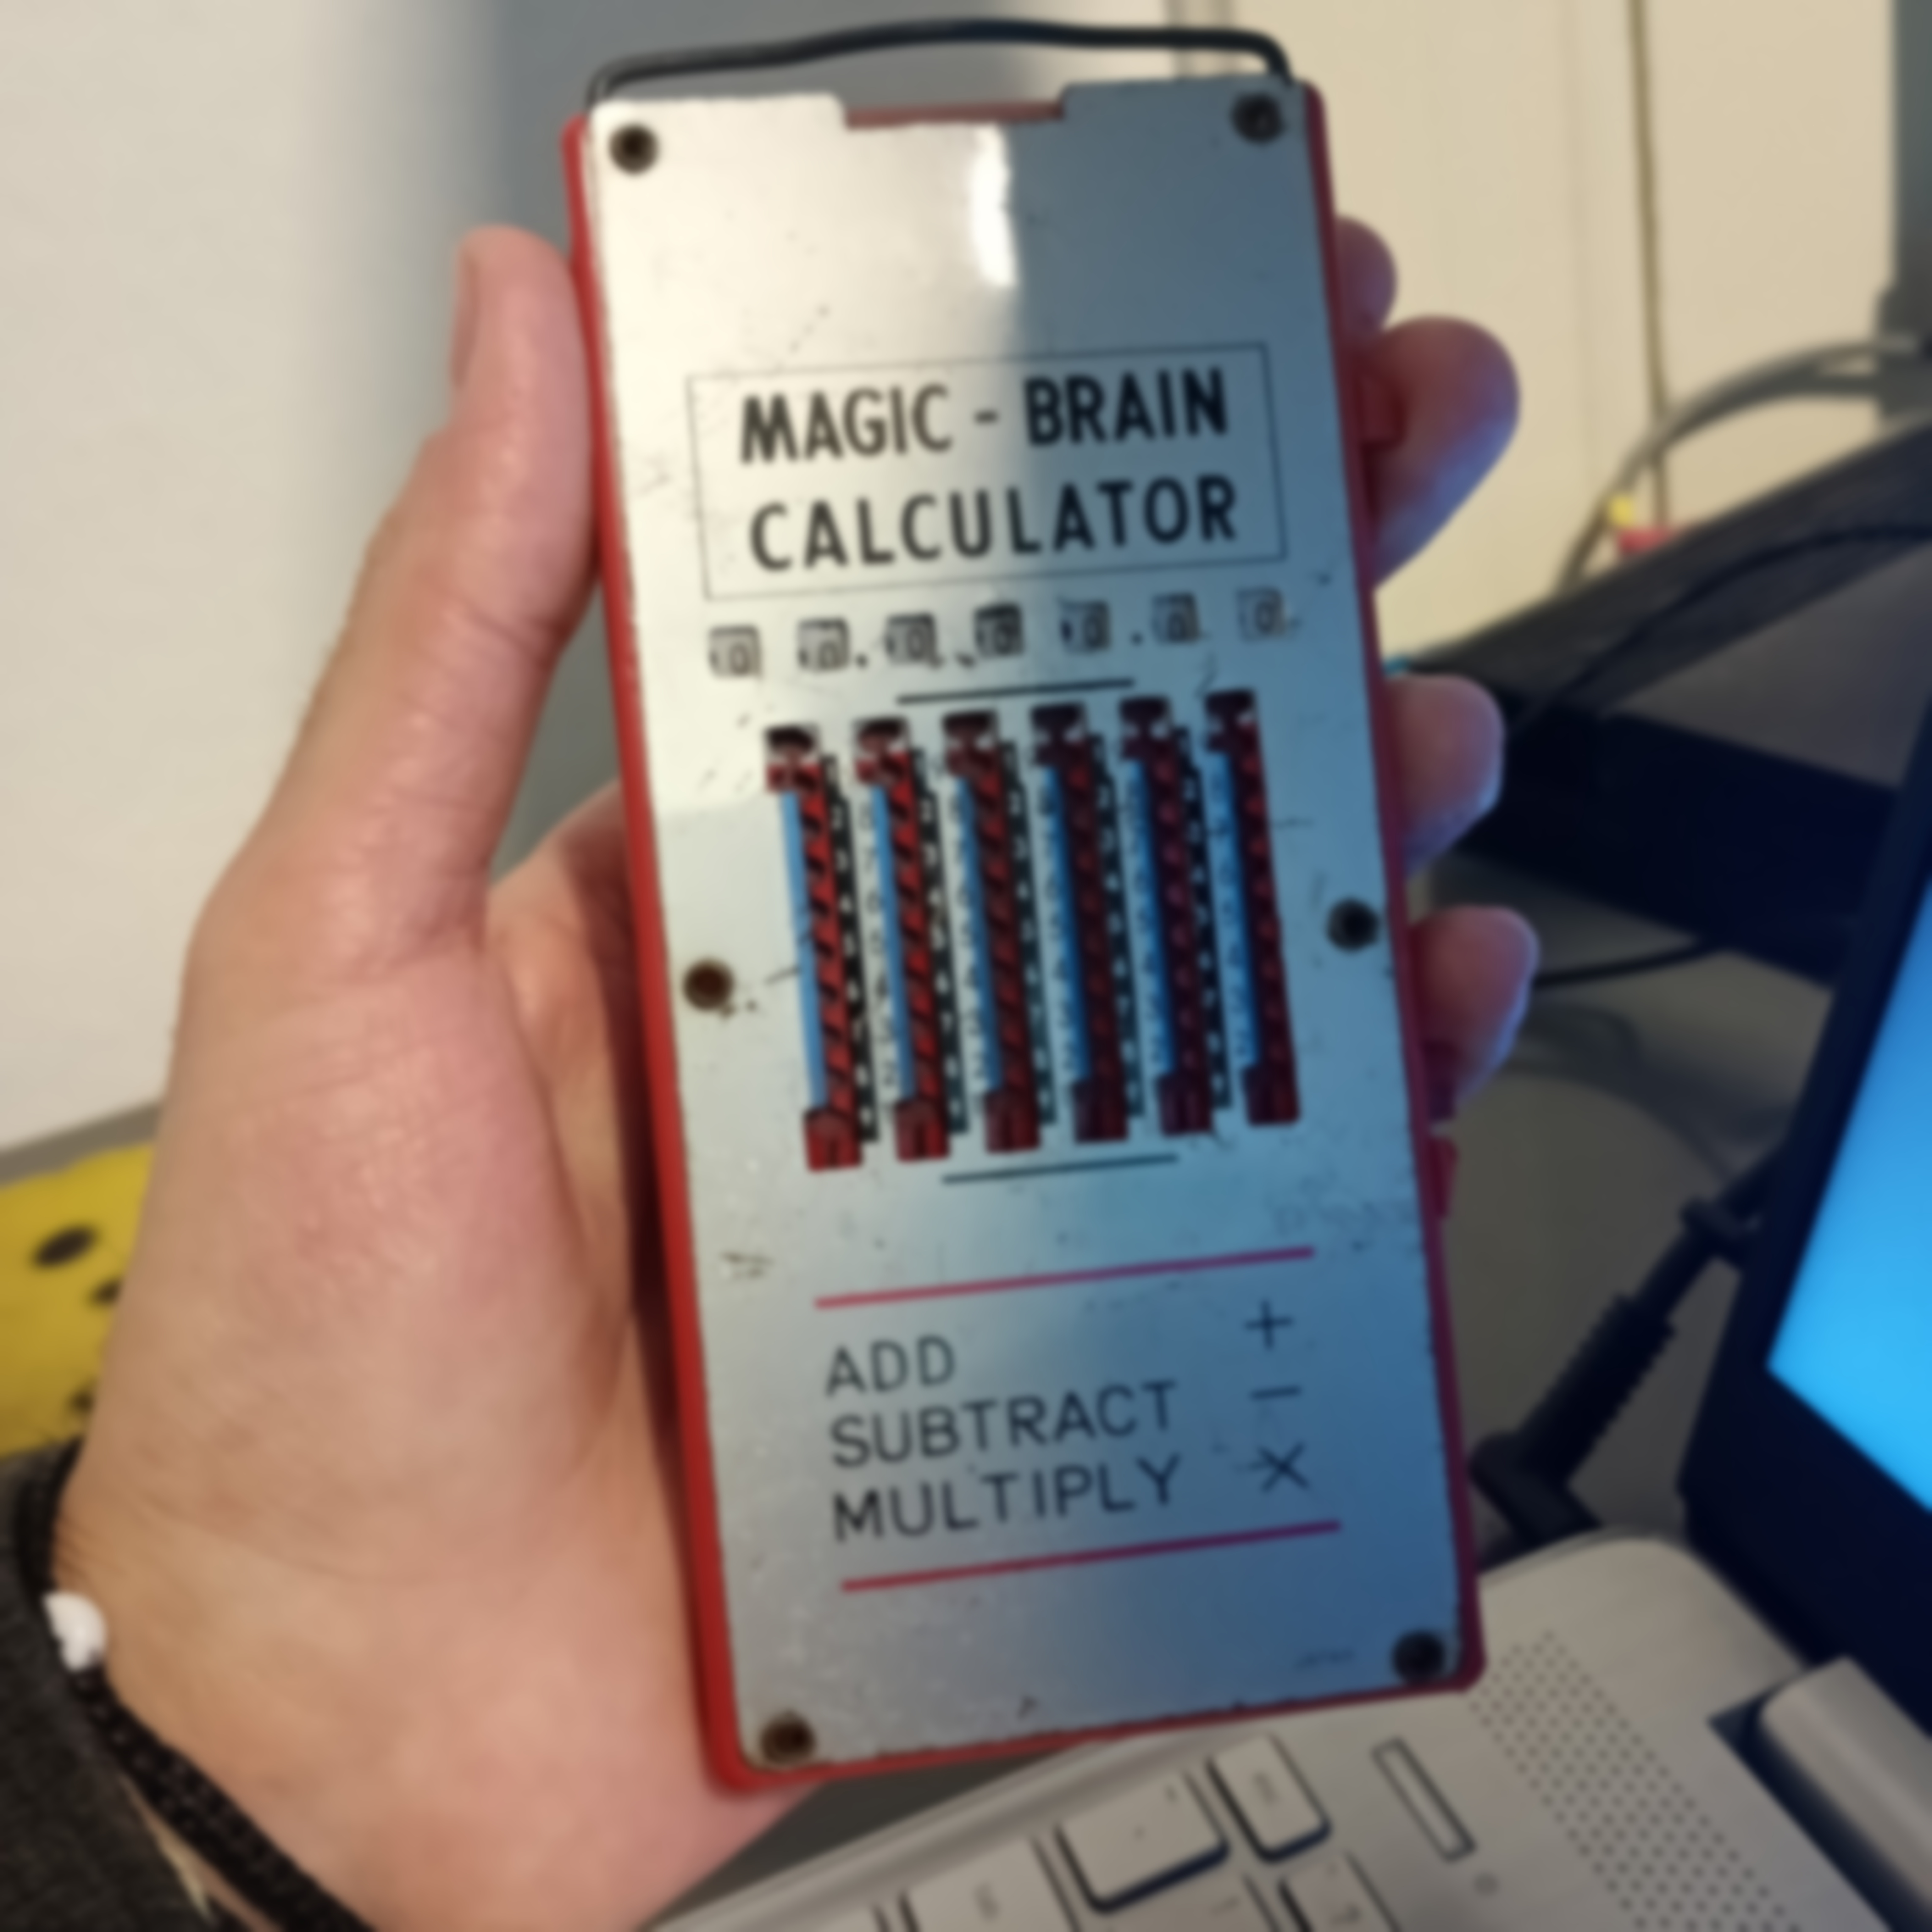 MAGIC - BRAIN
CALCULATOR
ADD +
SUBTRACT −
MULTIPLY ×